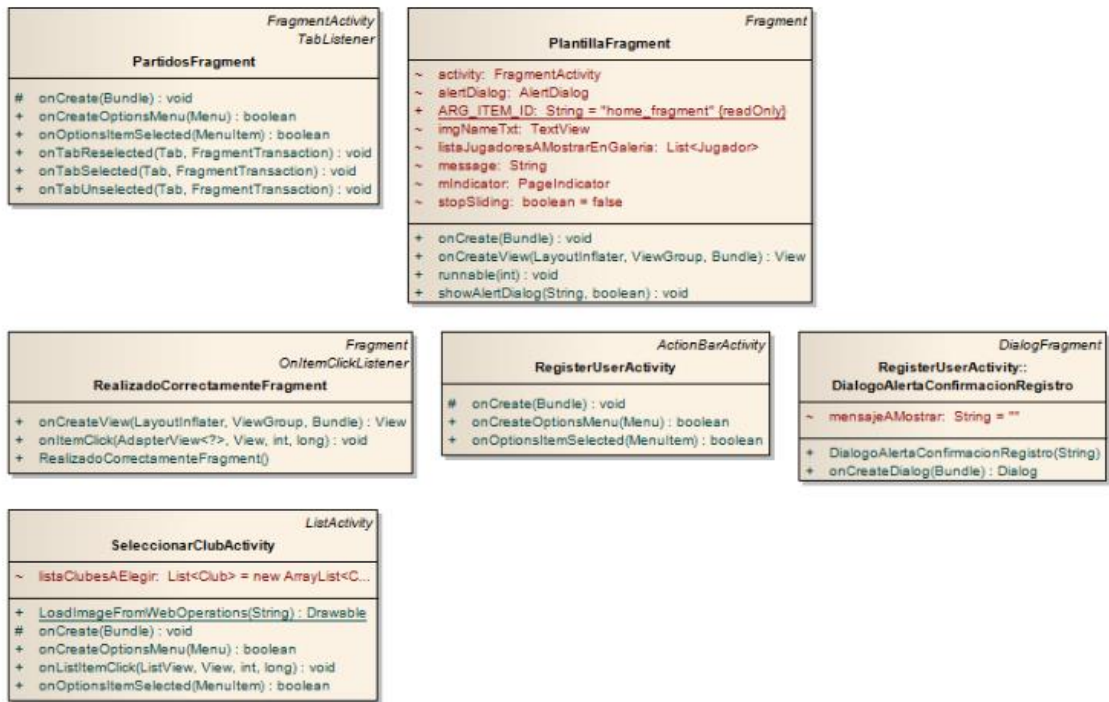 FragmentActivity
TabListener
PartidosFragment
# onCreate(Bundle) : void
+ onCreateOptionsMenu(Menu) : boolean
+ onOptionsItemSelected(MenuItem) : boolean
+ onTabReselected(Tab, FragmentTransaction) : void
+ onTabSelected(Tab, FragmentTransaction) : void
+ onTabUnselected(Tab, FragmentTransaction) : void
Fragment
PlantillaFragment
~ activity: FragmentActivity
~ alertDialog: AlertDialog
+ ARG_ITEM_ID: String = "home_fragment" {readOnly}
~ imgNameTxt: TextView
~ listaJugadoresAMostrarEnGaleria: List<Jugador>
~ message: String
~ mIndicator: PageIndicator
~ stopSliding: boolean = false
+ onCreate(Bundle) : void
+ onCreateView(LayoutInflater, ViewGroup, Bundle) : View
+ runnable(int) : void
+ showAlertDialog(String, boolean) : void
Fragment
OnItemClickListener
RealizadoCorrectamenteFragment
+ onCreateView(LayoutInflater, ViewGroup, Bundle) : View
+ onItemClick(AdapterView<?>, View, int, long) : void
+ RealizadoCorrectamenteFragment()
ActionBarActivity
RegisterUserActivity
# onCreate(Bundle) : void
+ onCreateOptionsMenu(Menu) : boolean
+ onOptionsItemSelected(MenuItem) : boolean
DialogFragment
RegisterUserActivity::
DialogoAlertaConfirmacionRegistro
~ mensajeAMostrar: String = ""
+ DialogoAlertaConfirmacionRegistro(String)
+ onCreateDialog(Bundle) : Dialog
ListActivity
SeleccionarClubActivity
~ listaClubesAElegir: List<Club> = new ArrayList<C...
+ LoadImageFromWebOperations(String) : Drawable
# onCreate(Bundle) : void
+ onCreateOptionsMenu(Menu) : boolean
+ onListItemClick(ListView, View, int, long) : void
+ onOptionsItemSelected(MenuItem) : boolean